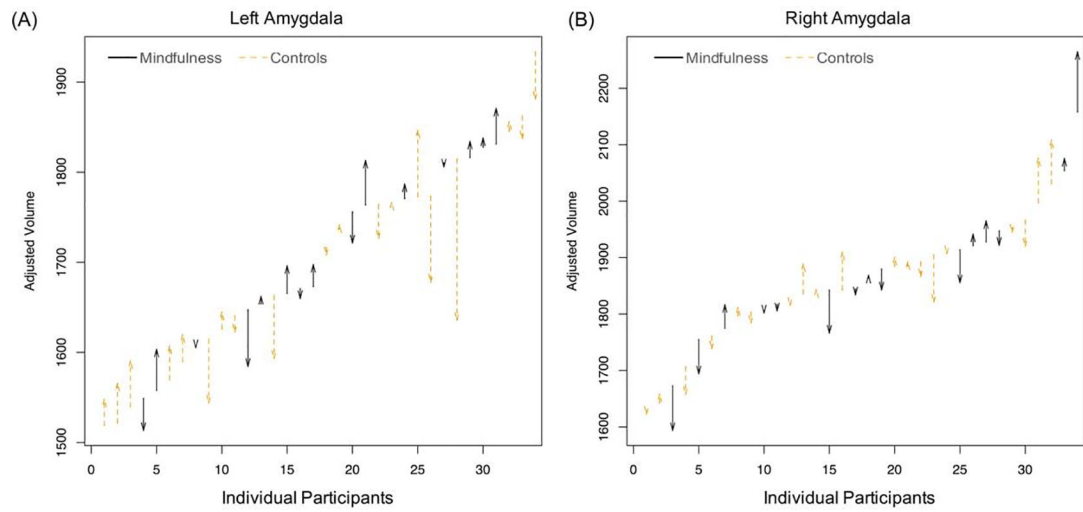 (A) Left Amygdala
Mindfulness Controls
Adjusted Volume
1900
1800
1700
1600
1500
0 5 10 15 20 25 30
Individual Participants
(B) Right Amygdala
Mindfulness Controls
Adjusted Volume
2200
2100
2000
1900
1800
1700
1600
0 5 10 15 20 25 30
Individual Participants